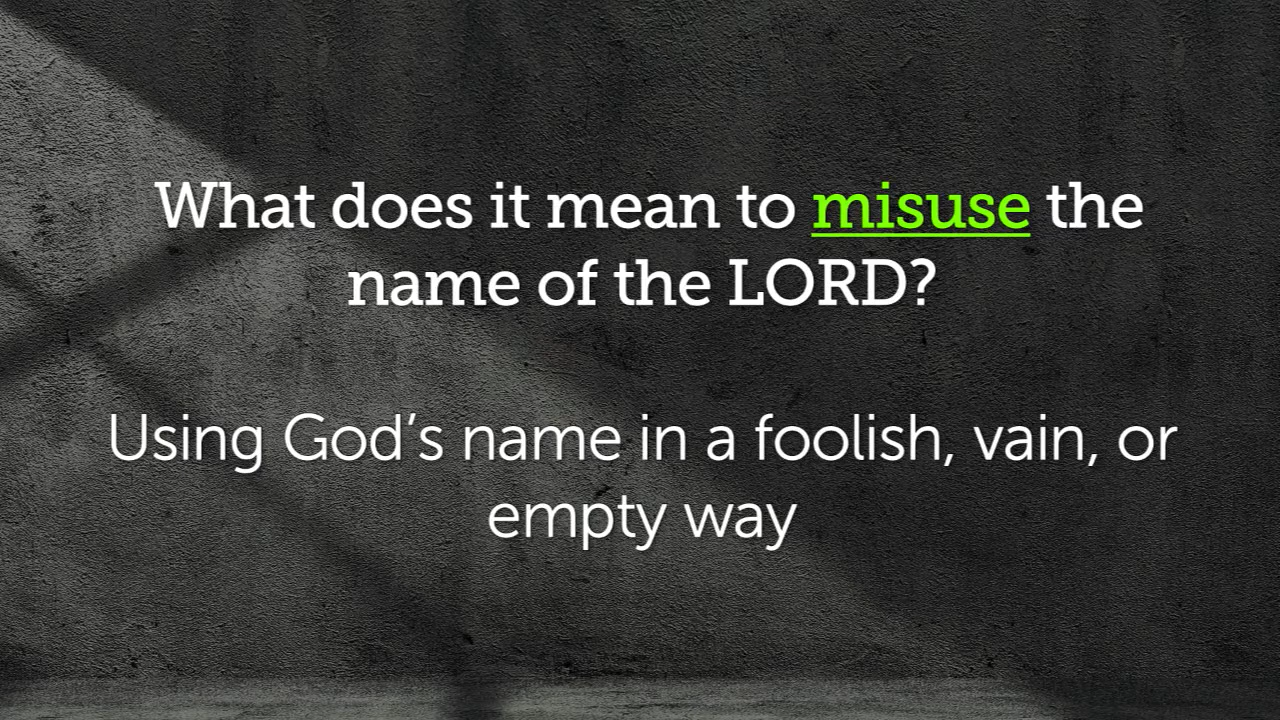 What does it mean to misuse the
name of the LORD?
Using God’s name in a foolish, vain, or
empty way